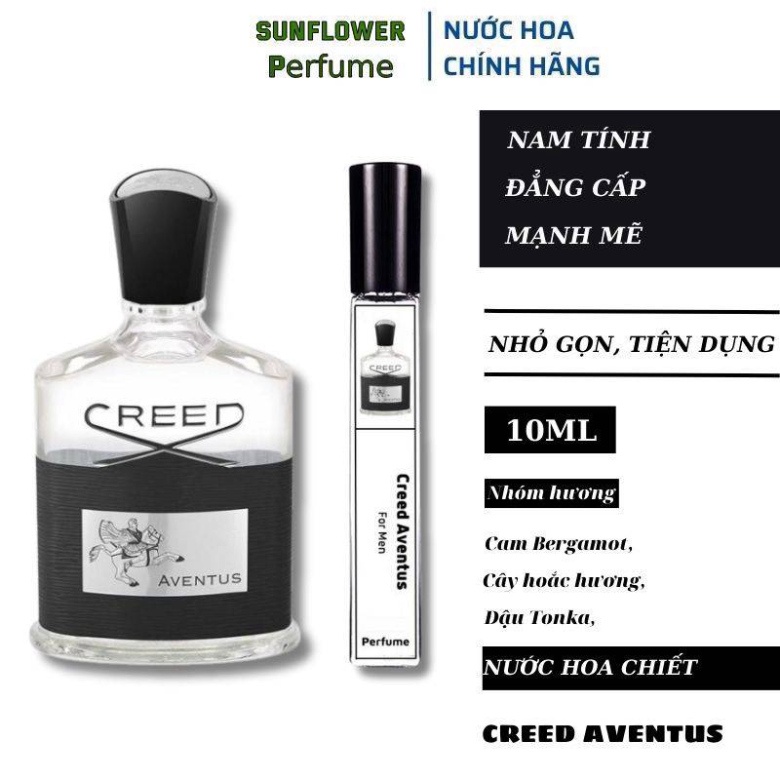 SUNFLOWER
Perfume
NƯỚC HOA
CHÍNH HÃNG
NAM TÍNH
ĐẲNG CẤP
MẠNH MẼ
NHỎ GỌN, TIỆN DỤNG
10ML
Nhóm hương
Cam Bergamot,
Cây hoắc hương,
Dậu Tonka,
NƯỚC HOA CHIẾT
CREED AVENTUS
CREED
AVENTUS
Creed Aventus
For Men
Perfume